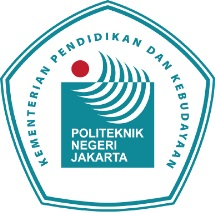 KEMENTERIAN PENDIDIKAN DAN KEBUDAYAAN
POLITEKNIK
NEGERI
JAKARTA